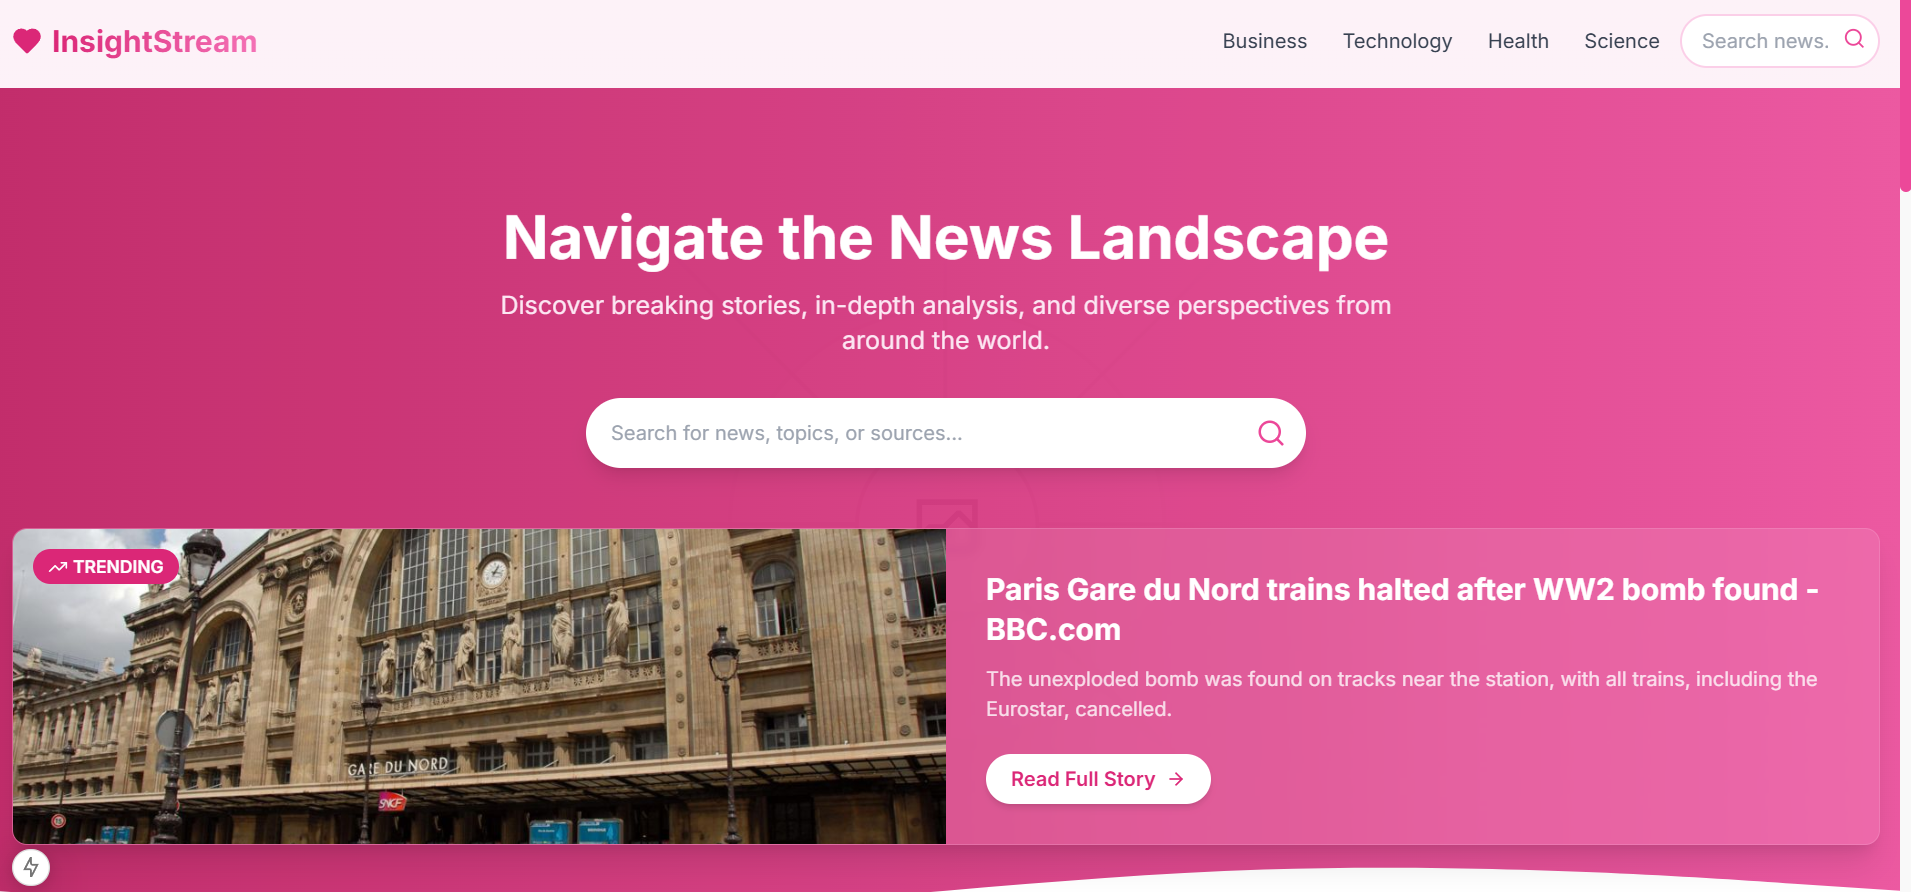 InsightStream
Business
Technology
Health
Science
Search news.
Navigate the News Landscape
Discover breaking stories, in-depth analysis, and diverse perspectives from
around the world.
Search for news, topics, or sources...
TRENDING
GARE DU NORD
SNCF
Paris Gare du Nord trains halted after WW2 bomb found -
BBC.com
The unexploded bomb was found on tracks near the station, with all trains, including the
Eurostar, cancelled.
Read Full Story